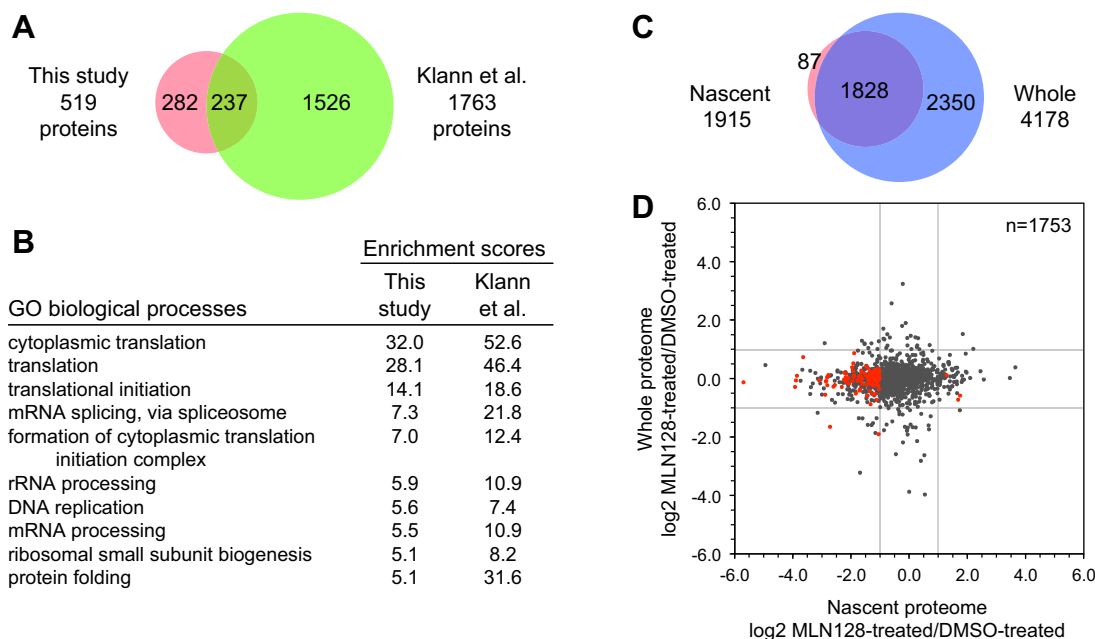 A
This study
519
proteins
282
237
1526
Klann et al.
1763
proteins
B
Enrichment scores
GO biological processes
This
study
Klann
et al.
cytoplasmic translation 32.0 52.6
translation 28.1 46.4
translational initiation 14.1 18.6
mRNA splicing, via spliceosome 7.3 21.8
formation of cytoplasmic translation 7.0 12.4
initiation complex
rRNA processing 5.9 10.9
DNA replication 5.6 7.4
mRNA processing 5.5 10.9
ribosomal small subunit biogenesis 5.1 8.2
protein folding 5.1 31.6
C
Nascent
1915
87
1828
2350
Whole
4178
D
Whole proteome
log2 MLN128-treated/DMSO-treated
6.0
4.0
2.0
0.0
-2.0
-4.0
-6.0
n=1753
-6.0 -4.0 -2.0 0.0 2.0 4.0 6.0
Nascent proteome
log2 MLN128-treated/DMSO-treated